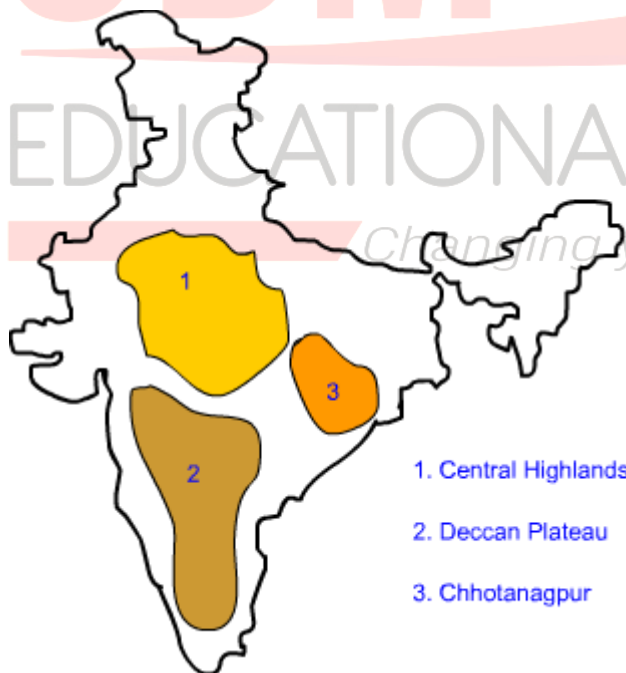 EDUCATIONA
Changing y
1
3
2
1. Central Highlands
2. Deccan Plateau
3. Chhotanagpur